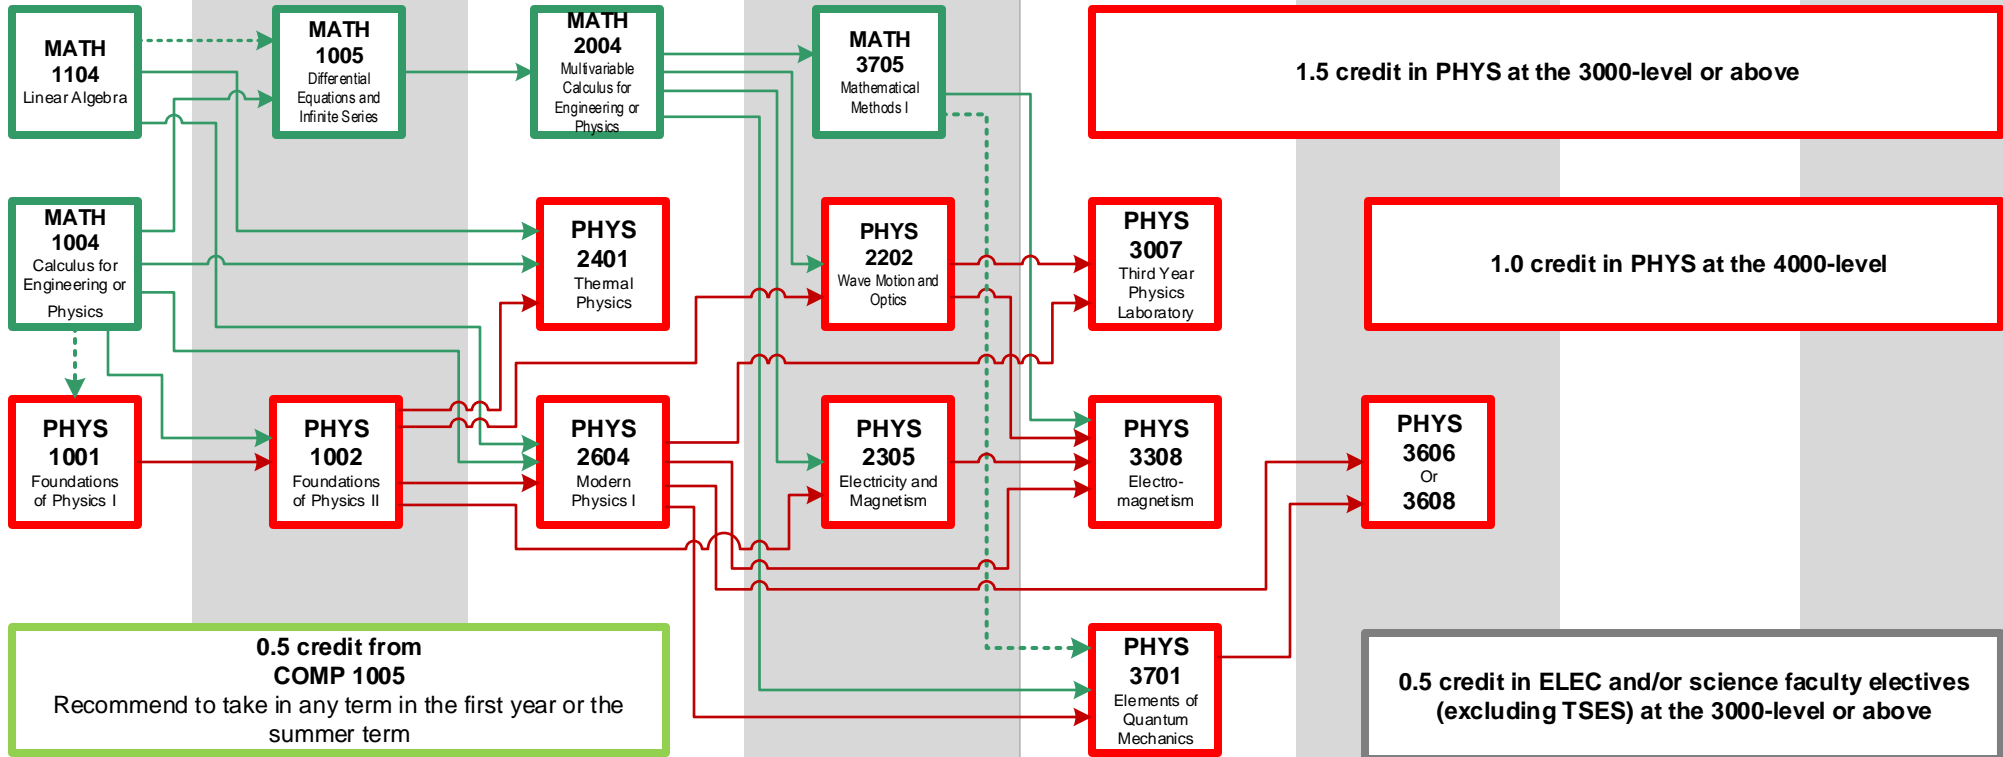 MATH
1104
Linear Algebra
MATH
1005
Differential
Equations and
Infinite Series
MATH
2004
Multivariable
Calculus for
Engineering or
Physics
MATH
3705
Mathematical
Methods I
1.5 credit in PHYS at the 3000-level or above
MATH
1004
Calculus for
Engineering or
Physics
PHYS
2401
Thermal
Physics
PHYS
2202
Wave Motion and
Optics
PHYS
3007
Third Year
Physics
Laboratory
1.0 credit in PHYS at the 4000-level
PHYS
1001
Foundations
of Physics I
PHYS
1002
Foundations
of Physics II
PHYS
2604
Modern
Physics I
PHYS
2305
Electricity and
Magnetism
PHYS
3308
Electro-
magnetism
PHYS
3606
Or
3608
0.5 credit from
COMP 1005
Recommend to take in any term in the first year or the
summer term
PHYS
3701
Elements of
Quantum
Mechanics
0.5 credit in ELEC and/or science faculty electives
(excluding TSES) at the 3000-level or above